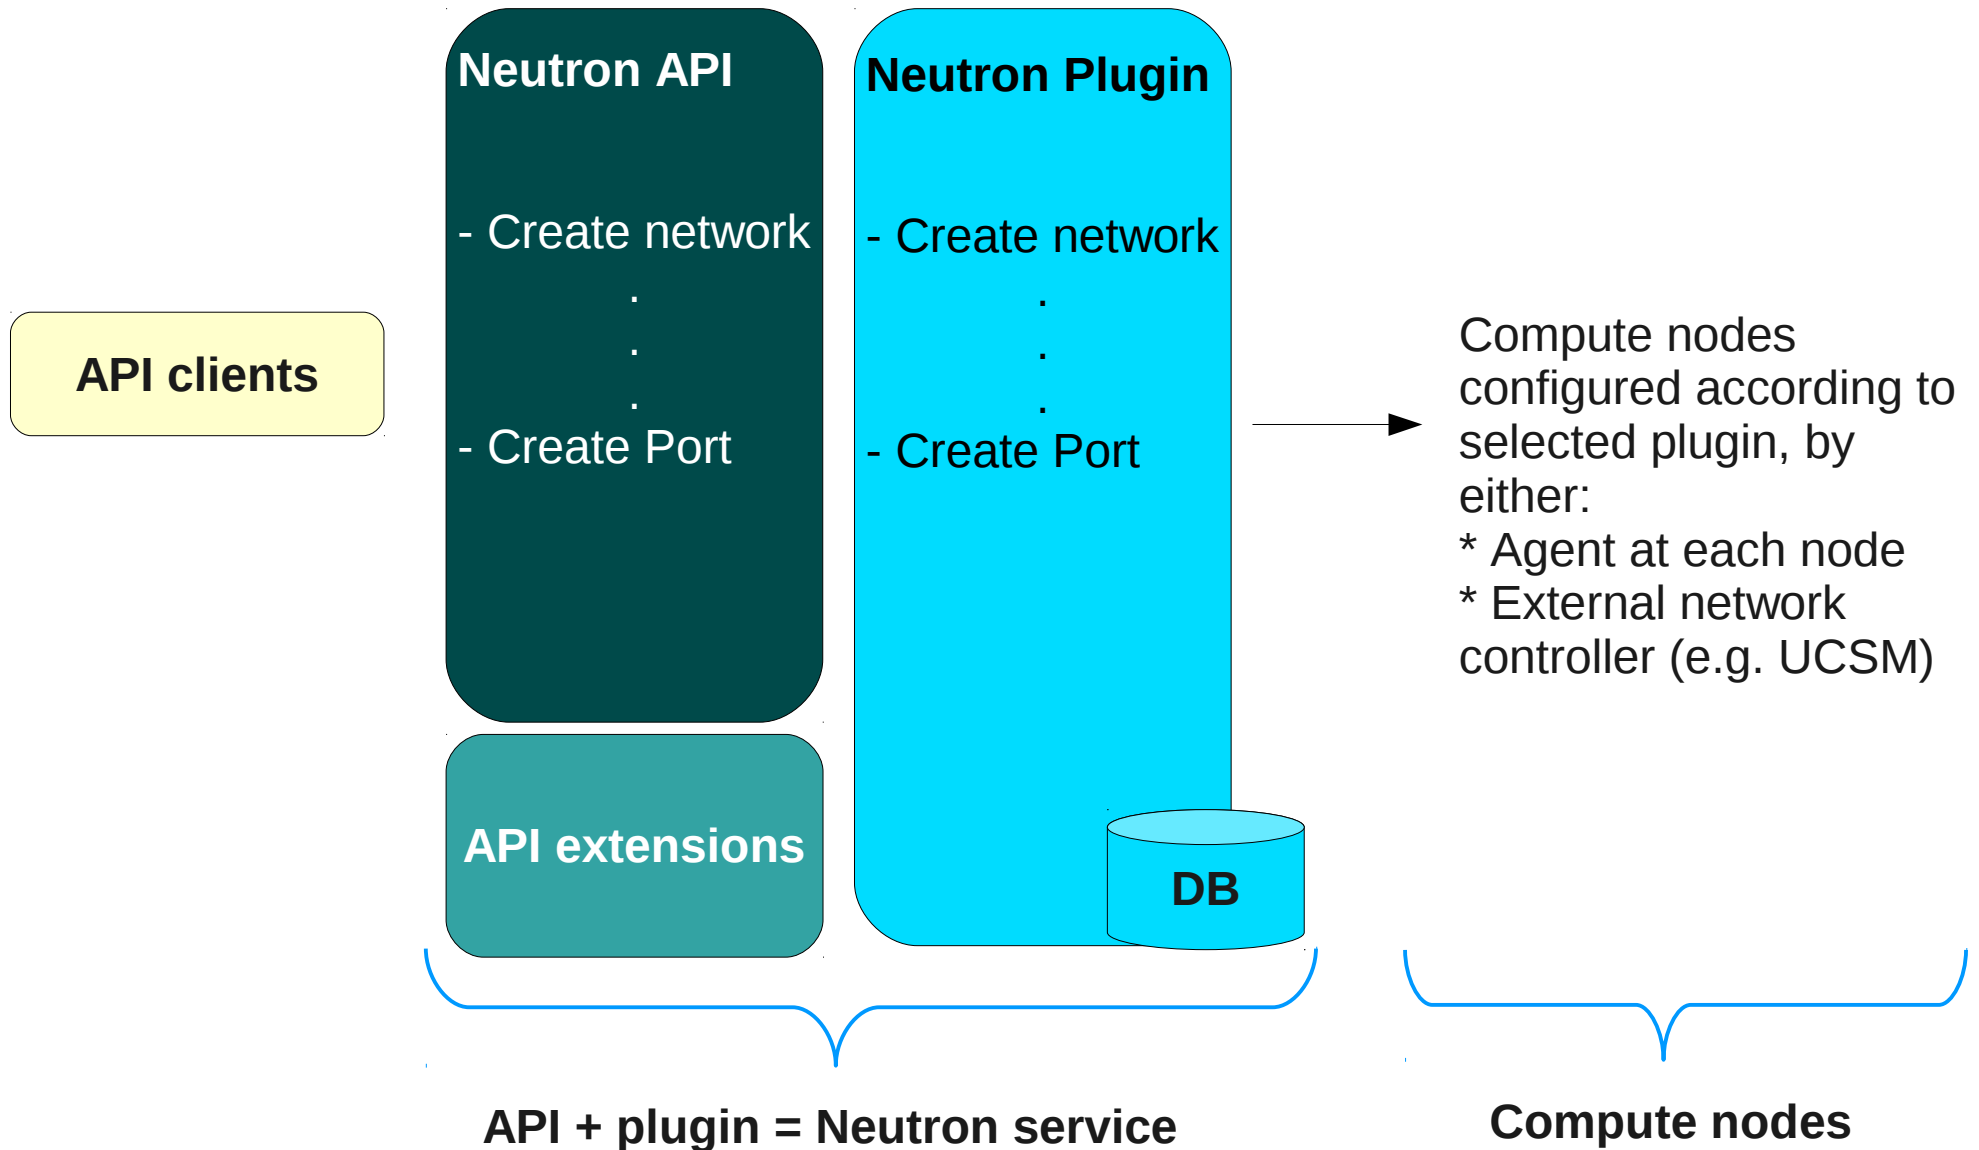 API clients
Neutron API
- Create network
.
.
.
- Create Port
API extensions
Neutron Plugin
- Create network
.
.
.
- Create Port
DB
Compute nodes
configured according to
selected plugin, by
either:
* Agent at each node
* External network
controller (e.g. UCSM)
API + plugin = Neutron service
Compute nodes